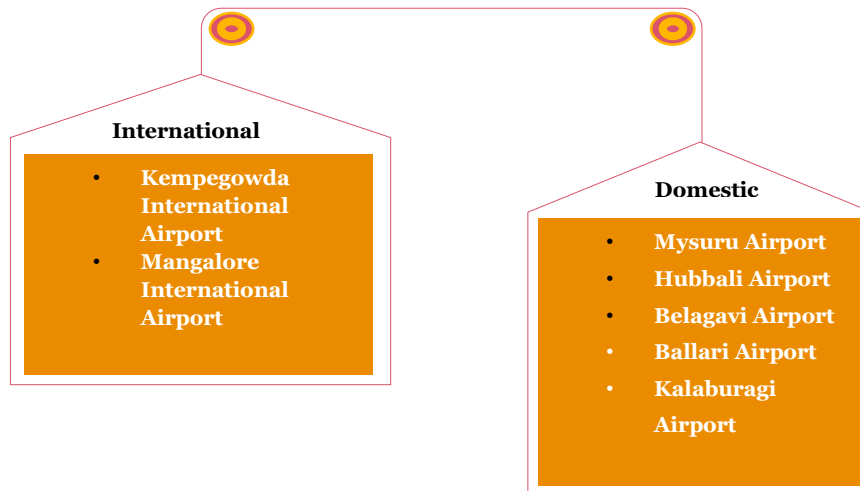 International
• Kempegowda
International
Airport
• Mangalore
International
Airport
Domestic
• Mysuru Airport
• Hubbali Airport
• Belagavi Airport
• Ballari Airport
• Kalaburagi
Airport